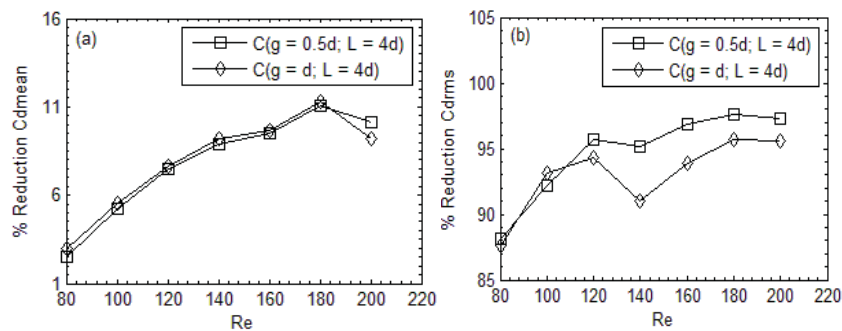 (a)
C(g = 0.5d; L = 4d)
C(g = d; L = 4d)
% Reduction Cdmean
16
11
6
1
80 100 120 140 160 180 200 220
Re
(b)
C(g = 0.5d; L = 4d)
C(g = d; L = 4d)
% Reduction Cdrms
105
100
95
90
85
80 100 120 140 160 180 200 220
Re